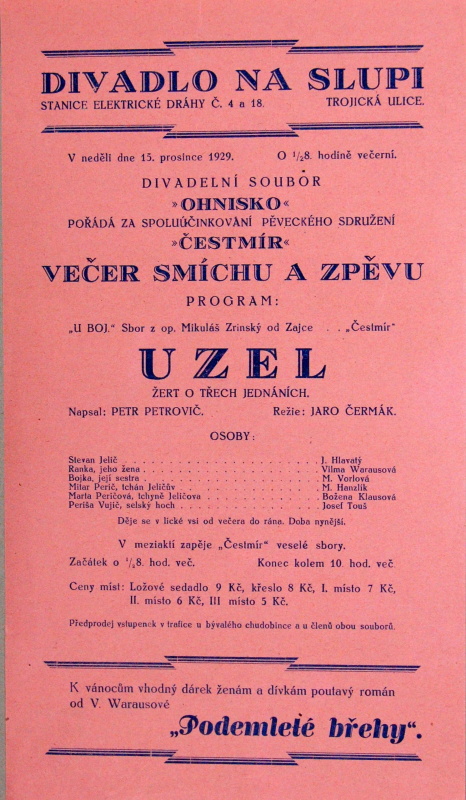 DIVADLO NA SLUPI
STANICE ELEKTRICKÉ DRÁHY Č. 4 a 18. TROJICKÁ ULICE.
V neděli dne 15. prosince 1929. O 1/28. hodině večerní.
DIVADELNÍ SOUBOR
»OHNISKO«
POŘÁDÁ ZA SPOLUÚČINKOVÁNÍ PĚVECKÉHO SDRUŽENÍ
»ČESTMÍR«
VEČER SMÍCHU A ZPĚVU
PROGRAM:
„U BOJ.“ Sbor z op. Mikuláš Zrinský od Zajce . . „Čestmír“
UZEL
ŽERT O TŘECH JEDNÁNÍCH.
Napsal: PETR PETROVIČ. Režie: JARO ČERMÁK.
OSOBY:
Stevan Jelič . . . . . . . . . . . . . . . . . . . . J. Hlavatý
Ranka, jeho žena . . . . . . . . . . . . . . . . . . Vilma Warausová
Bojka, její sestra . . . . . . . . . . . . . . . . . . M. Vorlová
Milar Perič, tchán Jeličův . . . . . . . . . . . . . . . M. Hanzlík
Marta Peričová, tchyně Jeličova . . . . . . . . . . . . Božena Klausová
Periša Vujič, selský hoch . . . . . . . . . . . . . . . Josef Touš
Děje se v lické vsi od večera do rána. Doba nynější.
V meziaktí zapěje „Čestmír“ veselé sbory.
Začátek o 1/28. hod. več. Konec kolem 10. hod. več
Ceny míst: Ložové sedadlo 9 Kč, křeslo 8 Kč, I. místo 7 Kč,
II. místo 6 Kč, III místo 5 Kč.
Předprodej vstupenek v trafice u bývalého chudobince a u členů obou souborů.
K vánocům vhodný dárek ženám a dívkám poutavý román
od V. Warausové
„Podemleté břehy“.